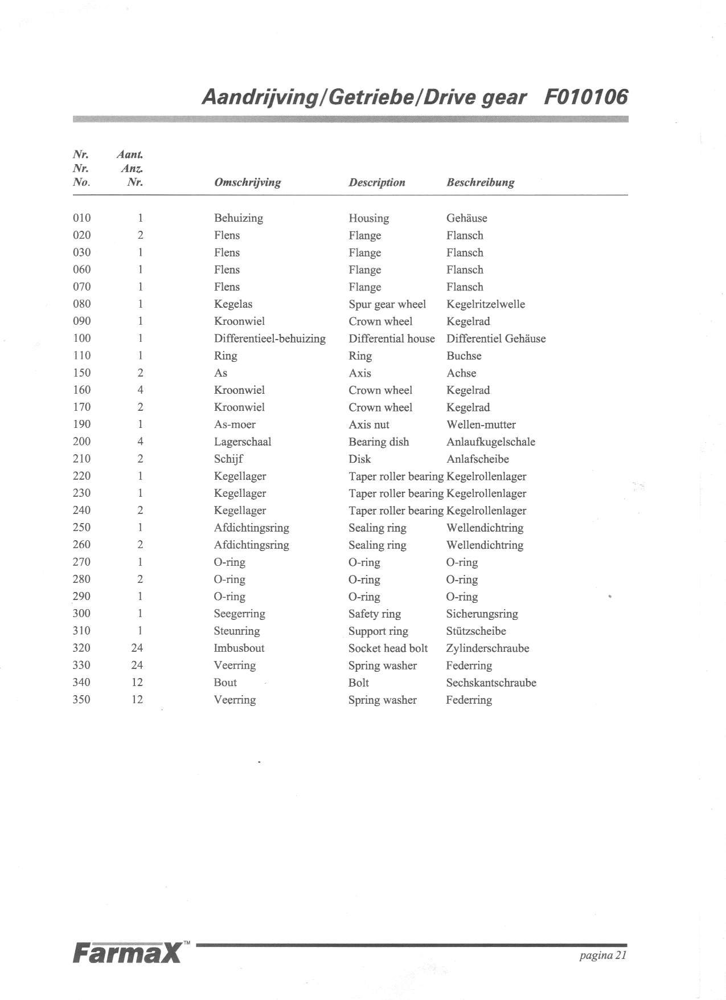 Aandrijving/Getriebe/Drive gear F010106
Nr. Aant.
Nr. Anz.
No. Nr. Omschrijving Description Beschreibung
010 1 Behuizing Housing Gehäuse
020 2 Flens Flange Flansch
030 1 Flens Flange Flansch
060 1 Flens Flange Flansch
070 1 Flens Flange Flansch
080 1 Kegelas Spur gear wheel Kegelritzelwelle
090 1 Kroonwiel Crown wheel Kegelrad
100 1 Differentieel-behuizing Differential house Differentiel Gehäuse
110 1 Ring Ring Buchse
150 2 As Axis Achse
160 4 Kroonwiel Crown wheel Kegelrad
170 2 Kroonwiel Crown wheel Kegelrad
190 1 As-moer Axis nut Wellen-mutter
200 4 Lagerschaal Bearing dish Anlaufkugelschale
210 2 Schijf Disk Anlafscheibe
220 1 Kegellager Taper roller bearing Kegelrollenlager
230 1 Kegellager Taper roller bearing Kegelrollenlager
240 2 Kegellager Taper roller bearing Kegelrollenlager
250 1 Afdichtingsring Sealing ring Wellendichtring
260 2 Afdichtingsring Sealing ring Wellendichtring
270 1 O-ring O-ring O-ring
280 2 O-ring O-ring O-ring
290 1 O-ring O-ring O-ring
300 1 Seegerring Safety ring Sicherungsring
310 1 Steunring Support ring Stützscheibe
320 24 Imbusbout Socket head bolt Zylinderschraube
330 24 Veerring Spring washer Federring
340 12 Bout Bolt Sechskantschraube
350 12 Veerring Spring washer Federring
FarmaX™
pagina 21